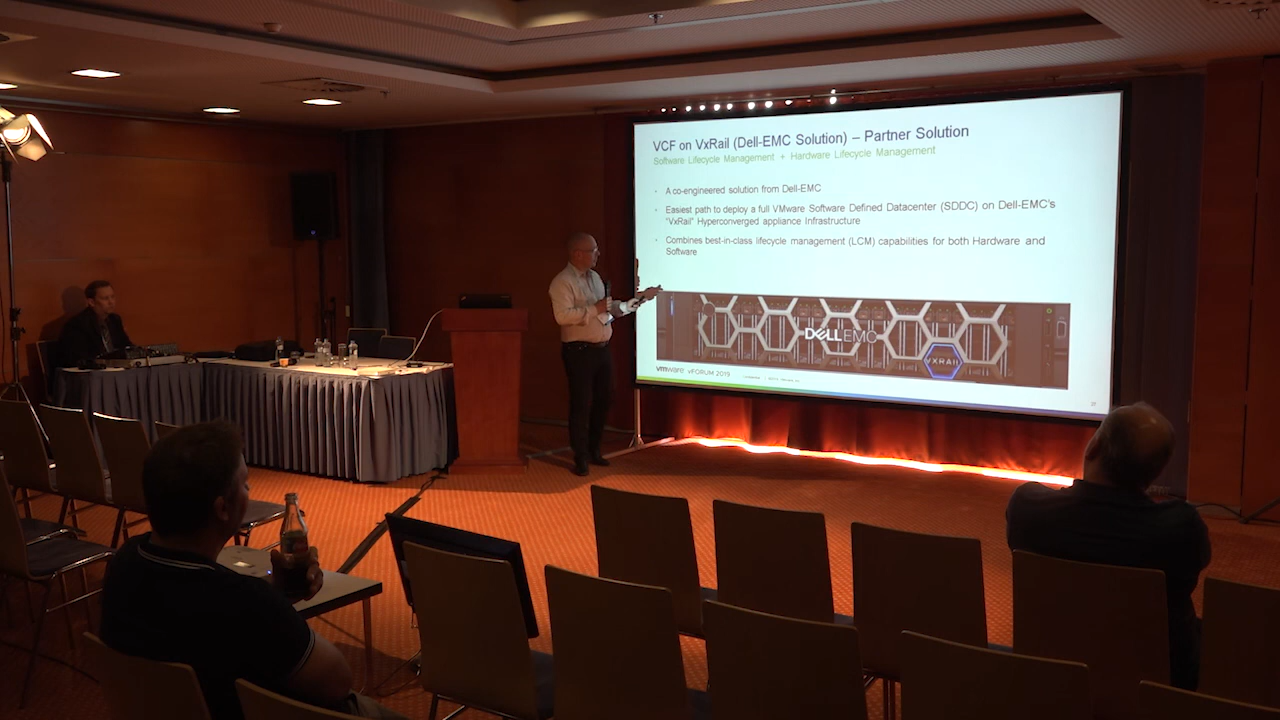 VCF on VxRail (Dell-EMC Solution) – Partner Solution
Software Lifecycle Management + Hardware Lifecycle Management
A co-engineered solution from Dell-EMC
Easiest path to deploy a full VMware Software Defined Datacenter (SDDC) on Dell-EMC's
"VxRail" Hyperconverged appliance Infrastructure
Combines best-in-class lifecycle management (LCM) capabilities for both Hardware and
Software
DELLEMC
VXRAIL
vmware vFORUM 2019